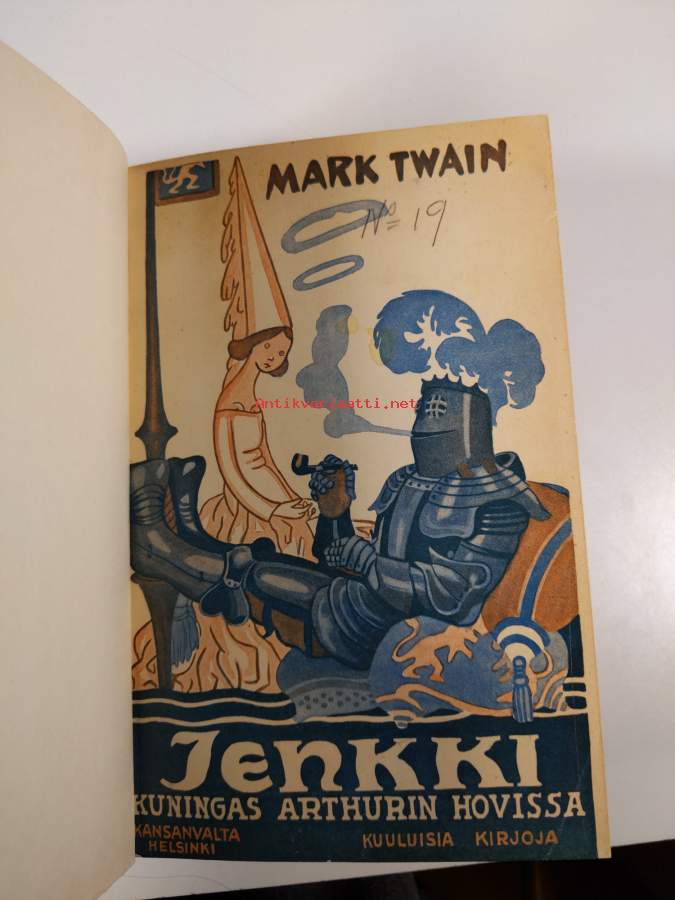 MARK TWAIN
No 19
Antikvariaatti.net
JENKKI
KUNINGAS ARTHURIN HOVISSA
KANSANVALTA
HELSINKI
KUULUISIA KIRJOJA